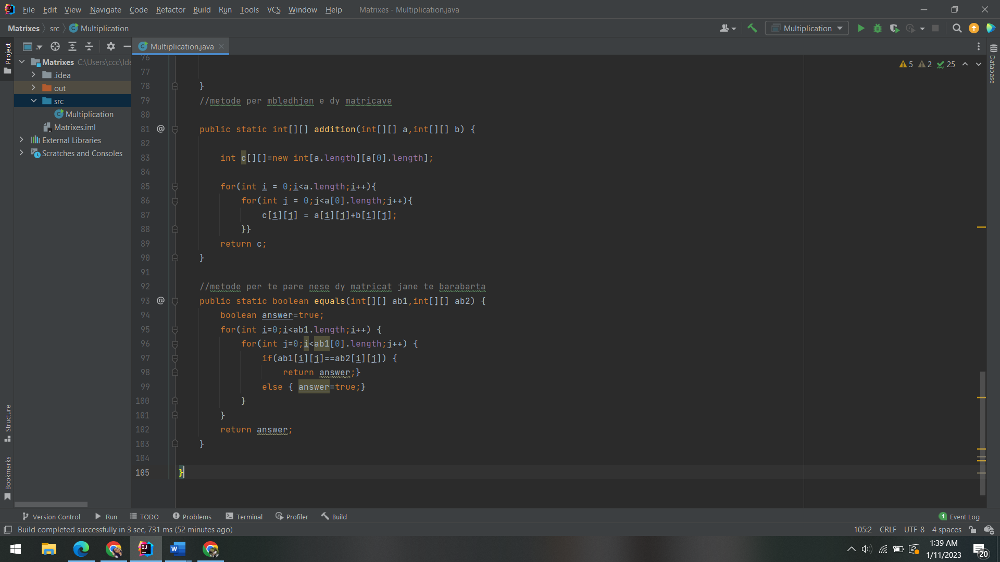 File Edit View Navigate Code Refactor Build Run Tools VCS Window Help Matrixes - Multiplication.java
Matrixes src Multiplication
Multiplication
Project
Multiplication.java
Matrixes C:\Users\ccc\Ide
.idea
out
src
Multiplication
Matrixes.iml
External Libraries
Scratches and Consoles
5 2 25
Database
76
77
78 }
79 //metode per mbledhjen e dy matricave
80
81 @ public static int[][] addition(int[][] a,int[][] b) {
82
83 int c[][]=new int[a.length][a[0].length];
84
85 for(int i = 0;i<a.length;i++){
86 for(int j = 0;j<a[0].length;j++){
87 c[i][j] = a[i][j]+b[i][j];
88 }}
89 return c;
90 }
91
92 //metode per te pare nese dy matricat jane te barabarta
93 @ public static boolean equals(int[][] ab1,int[][] ab2) {
94 boolean answer=true;
95 for(int i=0;i<ab1.length;i++) {
96 for(int j=0;i<ab1[0].length;j++) {
97 if(ab1[i][j]==ab2[i][j]) {
98 return answer;}
99 else { answer=true;}
100 }
101 }
102 return answer;
103 }
104
105 }
Structure
Bookmarks
Version Control Run TODO Problems Terminal Profiler Build 1 Event Log
Build completed successfully in 3 sec, 731 ms (52 minutes ago) 105:2 CRLF UTF-8 4 spaces
1:39 AM
1/11/2023
20